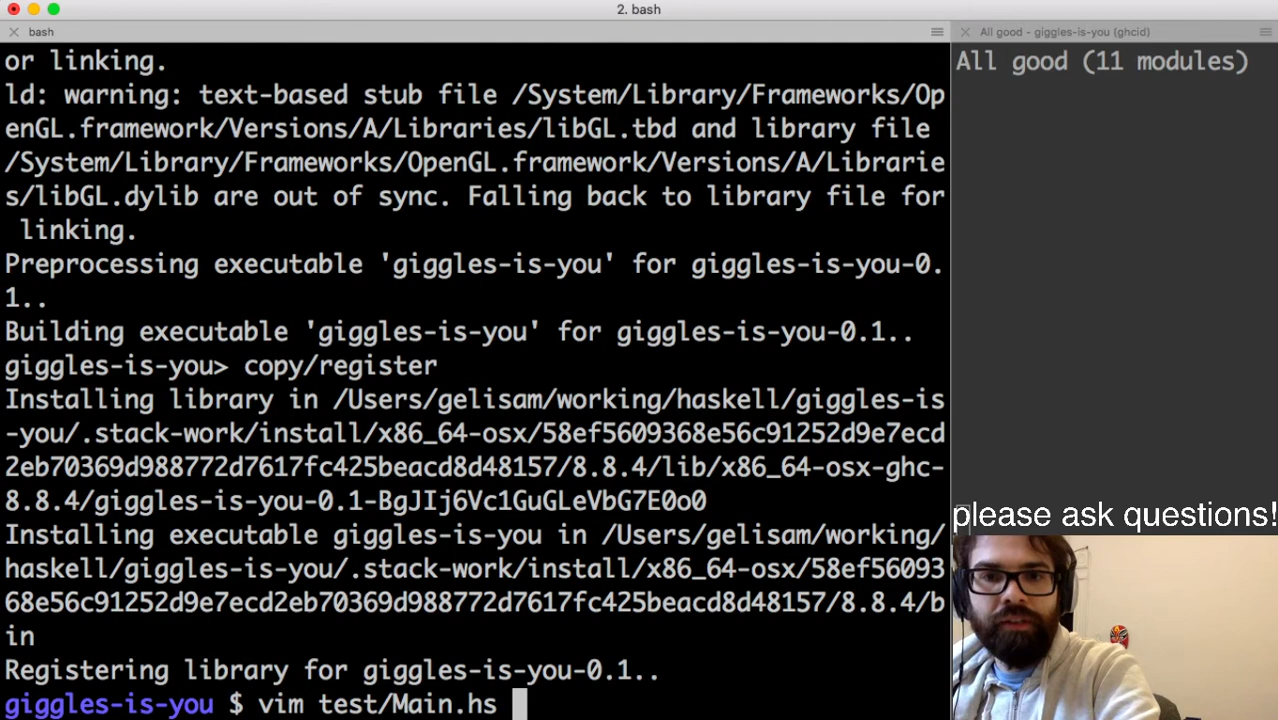 2. bash
bash
All good - giggles-is-you (ghcid)
or linking.
ld: warning: text-based stub file /System/Library/Frameworks/Op
enGL.framework/Versions/A/Libraries/libGL.tbd and library file
/System/Library/Frameworks/OpenGL.framework/Versions/A/Librarie
s/libGL.dylib are out of sync. Falling back to library file for
linking.
Preprocessing executable 'giggles-is-you' for giggles-is-you-0.
1..
Building executable 'giggles-is-you' for giggles-is-you-0.1..
giggles-is-you> copy/register
Installing library in /Users/gelisam/working/haskell/giggles-is
-you/.stack-work/install/x86_64-osx/58ef5609368e56c91252d9e7ecd
2eb70369d988772d7617fc425beacd8d48157/8.8.4/lib/x86_64-osx-ghc-
8.8.4/giggles-is-you-0.1-BgJIj6Vc1GuGLeVbG7E0o0
Installing executable giggles-is-you in /Users/gelisam/working/
haskell/giggles-is-you/.stack-work/install/x86_64-osx/58ef56093
68e56c91252d9e7ecd2eb70369d988772d7617fc425beacd8d48157/8.8.4/b
in
Registering library for giggles-is-you-0.1..
giggles-is-you $ vim test/Main.hs
All good (11 modules)
please ask questions!